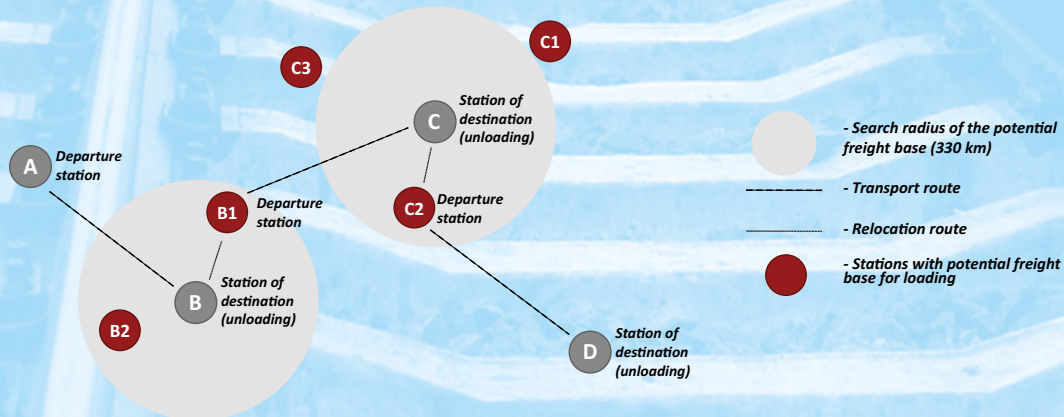 C1
C3
C
Station of
destination
(unloading)
A
Departure
station
B1
Departure
station
C2
Departure
station
B
Station of
destination
(unloading)
B2
D
Station of
destination
(unloading)
- Search radius of the potential
freight base (330 km)
- Transport route
- Relocation route
- Stations with potential freight
base for loading